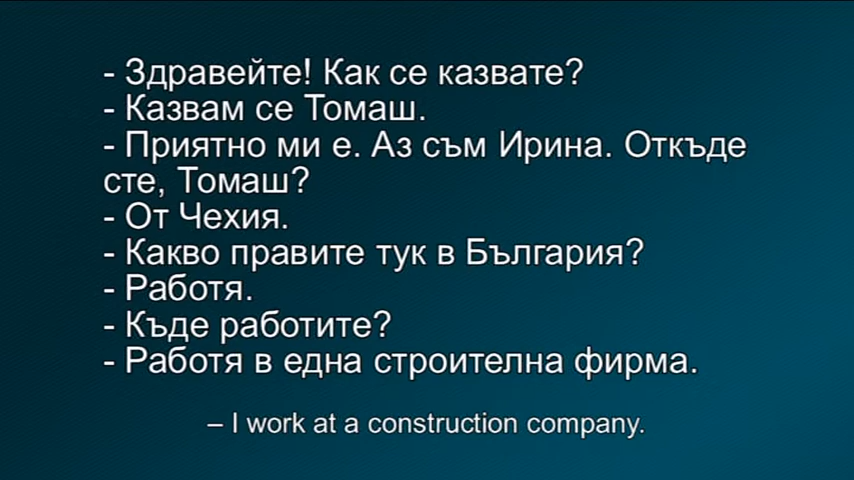 - Здравейте! Как се казвате?
- Казвам се Томаш.
- Приятно ми е. Аз съм Ирина. Откъде
сте, Томаш?
- От Чехия.
- Какво правите тук в България?
- Работя.
- Къде работите?
- Работя в една строителна фирма.
– I work at a construction company.